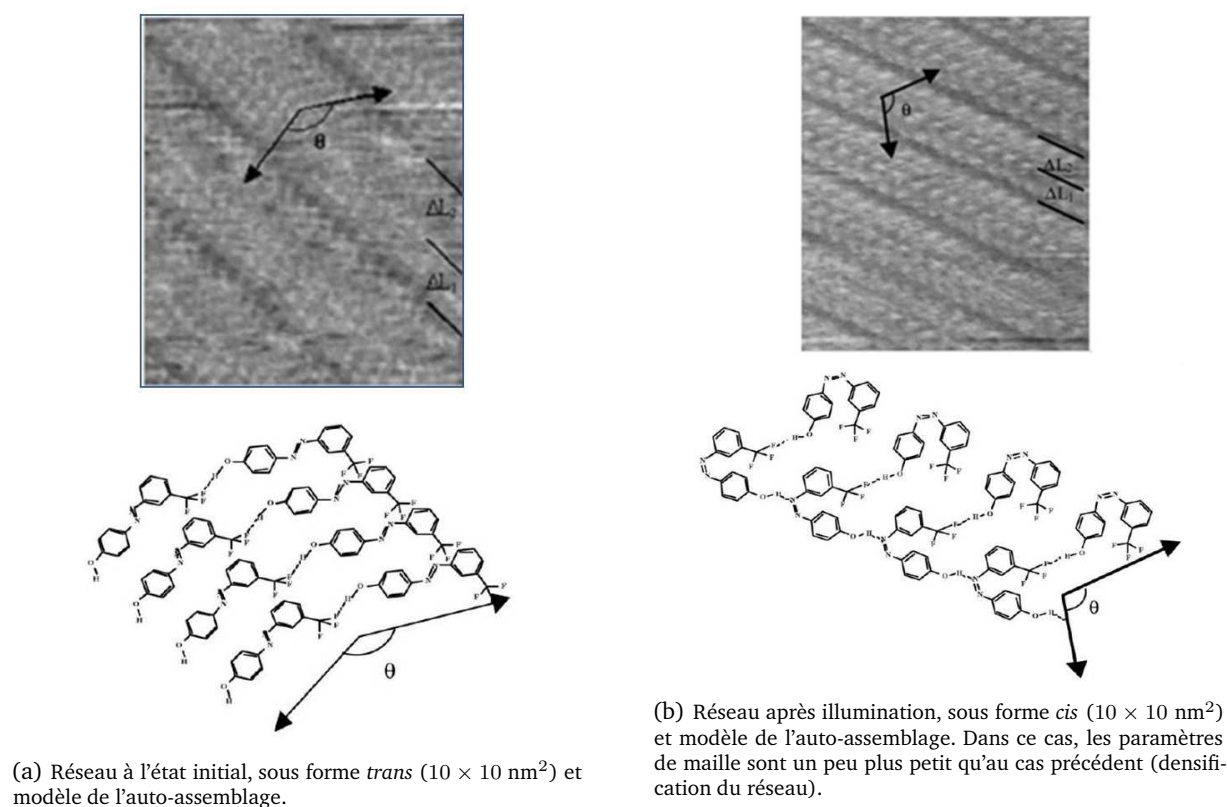 θ
ΔL₂
ΔL₁
θ
ΔL₂
ΔL₁
θ
θ
(a) Réseau à l'état initial, sous forme trans (10 × 10 nm²) et
modèle de l'auto-assemblage.
(b) Réseau après illumination, sous forme cis (10 × 10 nm²)
et modèle de l'auto-assemblage. Dans ce cas, les paramètres
de maille sont un peu plus petit qu'au cas précédent (densifi-
cation du réseau).